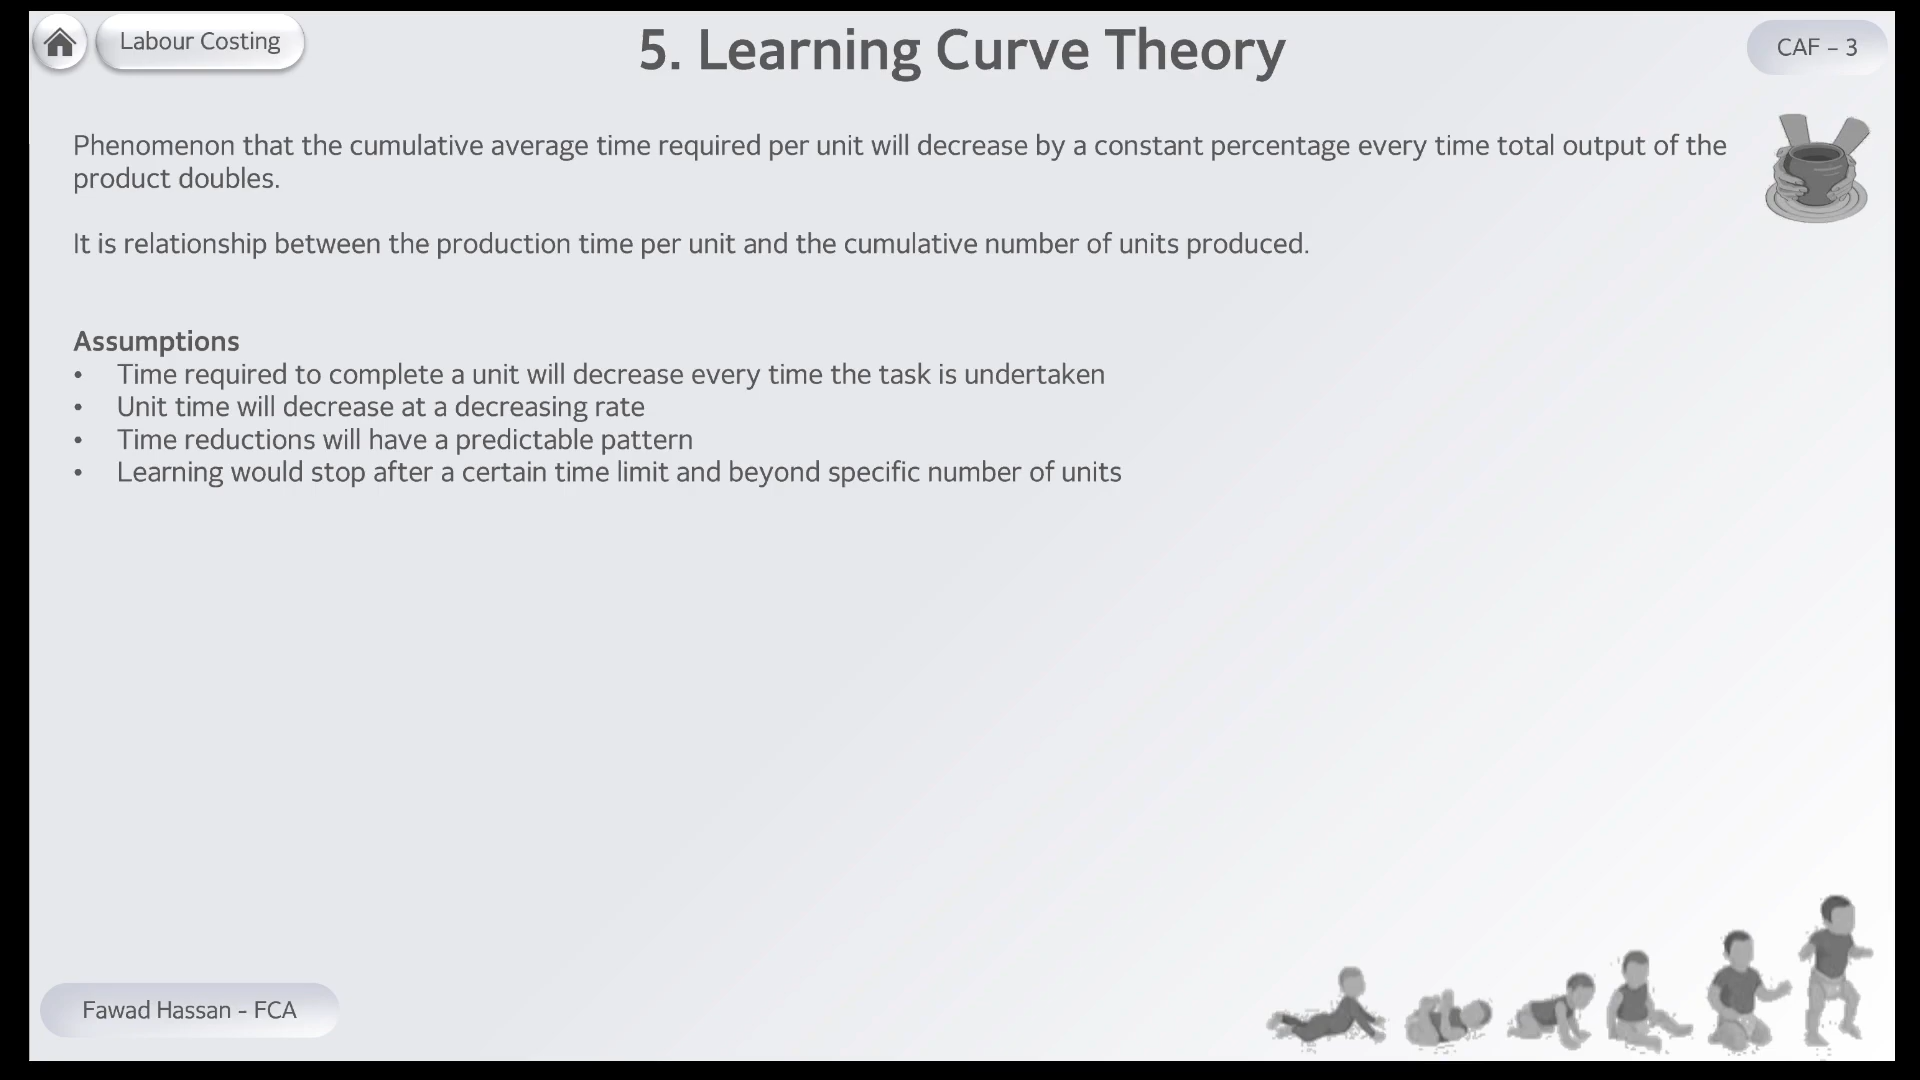 Labour Costing
5. Learning Curve Theory
CAF – 3
Phenomenon that the cumulative average time required per unit will decrease by a constant percentage every time total output of the
product doubles.
It is relationship between the production time per unit and the cumulative number of units produced.
Assumptions
• Time required to complete a unit will decrease every time the task is undertaken
• Unit time will decrease at a decreasing rate
• Time reductions will have a predictable pattern
• Learning would stop after a certain time limit and beyond specific number of units
Fawad Hassan - FCA